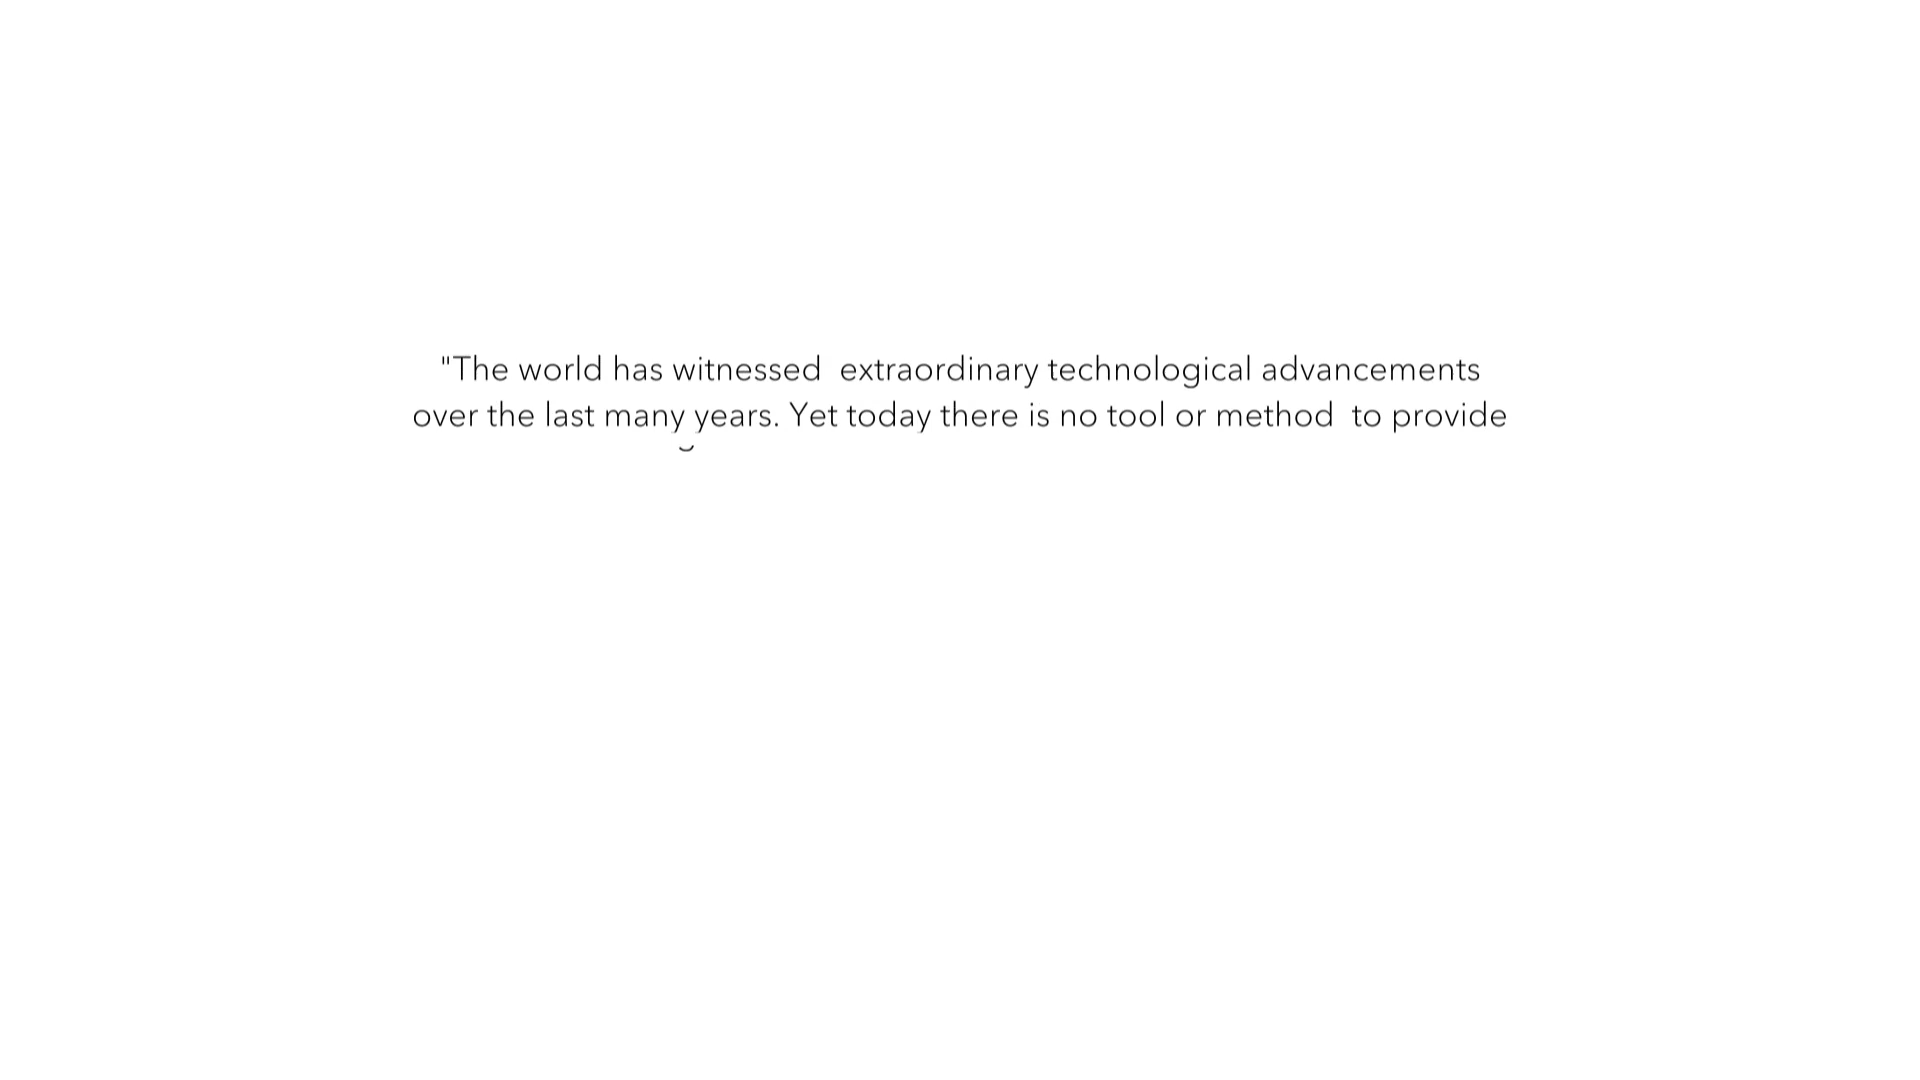 "The world has witnessed  extraordinary technological advancements
over the last many years. Yet today there is no tool or method  to provide